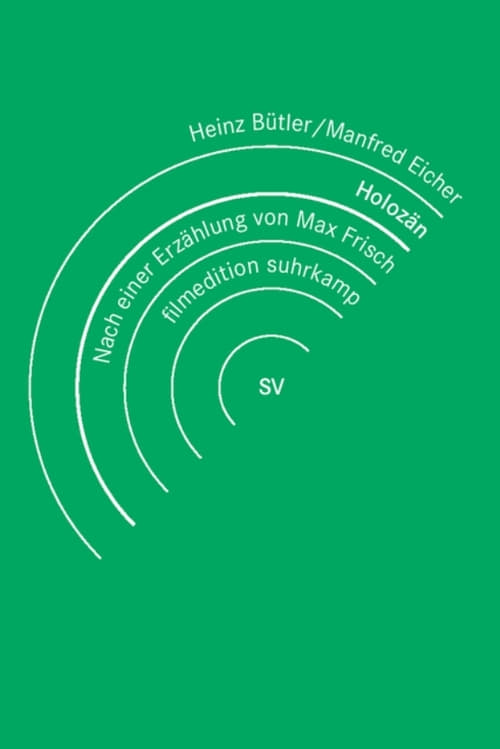 Heinz Bütler/Manfred Eicher
Holozän
Nach einer Erzählung von Max Frisch
filmedition suhrkamp
SV